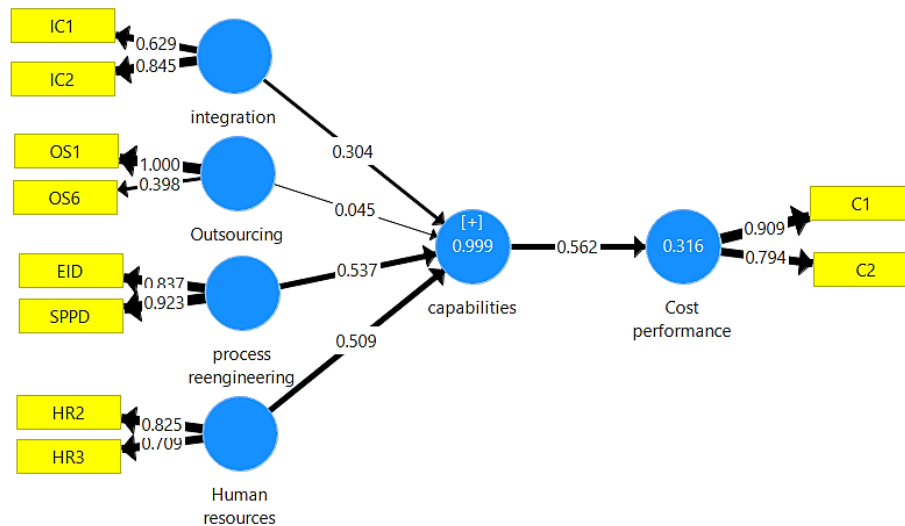 IC1
0.629
IC2
0.845
integration
0.304
OS1
1.000
OS6
0.398
Outsourcing
0.045
EID
0.837
SPPD
0.923
process
reengineering
0.537
HR2
0.825
HR3
0.709
Human
resources
0.509
[+]
0.999
capabilities
0.562
0.316
Cost
performance
C1
0.909
C2
0.794